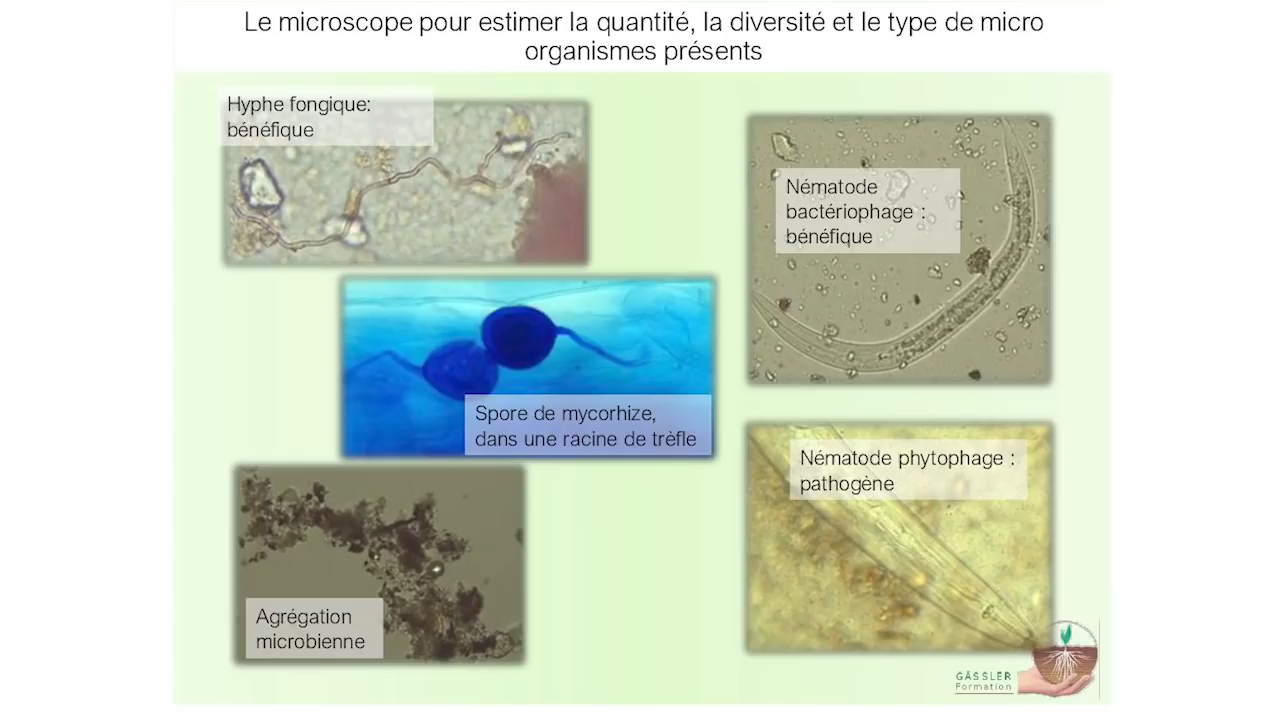 Le microscope pour estimer la quantité, la diversité et le type de micro
organismes présents
Hyphe fongique:
bénéfique
Nématode
bactériophage :
bénéfique
Spore de mycorhize,
dans une racine de trèfle
Nématode phytophage :
pathogène
Agrégation
microbienne
GÄSSLER
Formation